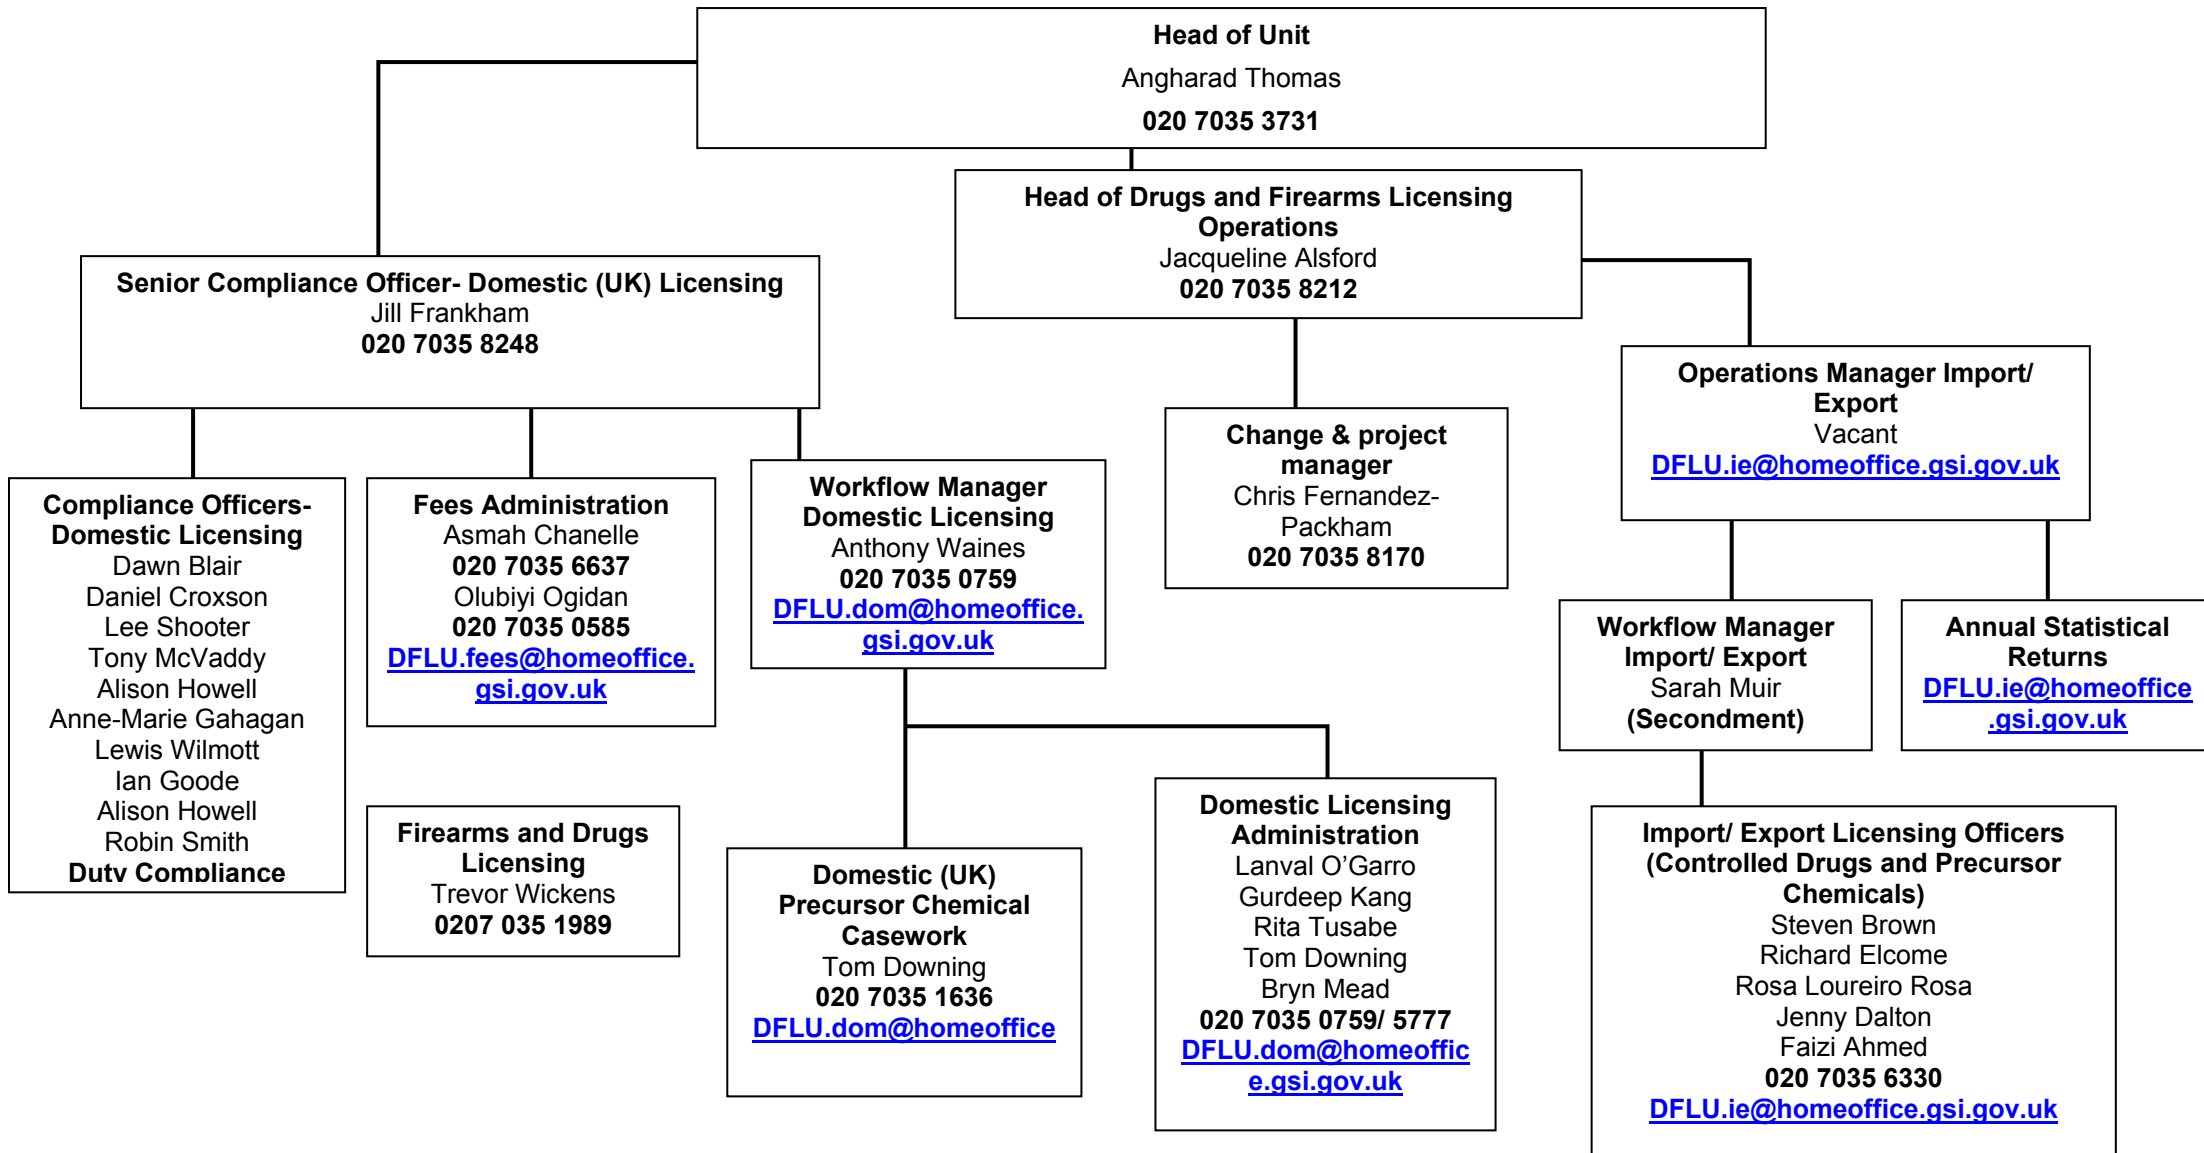 Head of Unit
Angharad Thomas
020 7035 3731
Head of Drugs and Firearms Licensing
Operations
Jacqueline Alsford
020 7035 8212
Senior Compliance Officer- Domestic (UK) Licensing
Jill Frankham
020 7035 8248
Operations Manager Import/
Export
Vacant
DFLU.ie@homeoffice.gsi.gov.uk
Change & project
manager
Chris Fernandez-
Packham
020 7035 8170
Compliance Officers-
Domestic Licensing
Dawn Blair
Daniel Croxson
Lee Shooter
Tony McVaddy
Alison Howell
Anne-Marie Gahagan
Lewis Wilmott
Ian Goode
Alison Howell
Robin Smith
Duty Compliance
Fees Administration
Asmah Chanelle
020 7035 6637
Olubiyi Ogidan
020 7035 0585
DFLU.fees@homeoffice.
gsi.gov.uk
Workflow Manager
Domestic Licensing
Anthony Waines
020 7035 0759
DFLU.dom@homeoffice.
gsi.gov.uk
Workflow Manager
Import/ Export
Sarah Muir
(Secondment)
Annual Statistical
Returns
DFLU.ie@homeoffice
.gsi.gov.uk
Firearms and Drugs
Licensing
Trevor Wickens
0207 035 1989
Domestic (UK)
Precursor Chemical
Casework
Tom Downing
020 7035 1636
DFLU.dom@homeoffice
Domestic Licensing
Administration
Lanval O’Garro
Gurdeep Kang
Rita Tusabe
Tom Downing
Bryn Mead
020 7035 0759/ 5777
DFLU.dom@homeoffic
e.gsi.gov.uk
Import/ Export Licensing Officers
(Controlled Drugs and Precursor
Chemicals)
Steven Brown
Richard Elcome
Rosa Loureiro Rosa
Jenny Dalton
Faizi Ahmed
020 7035 6330
DFLU.ie@homeoffice.gsi.gov.uk